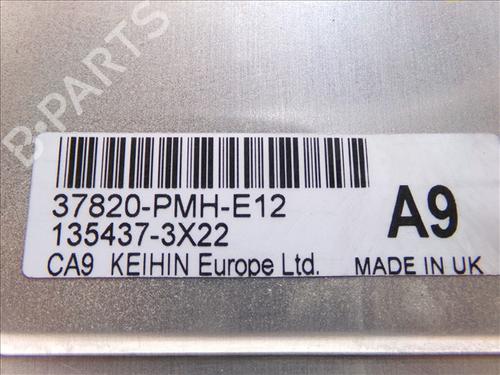 B-PARTS
37820-PMH-E12
135437-3X22
A9
CA9 KEIHIN Europe Ltd. MADE IN UK